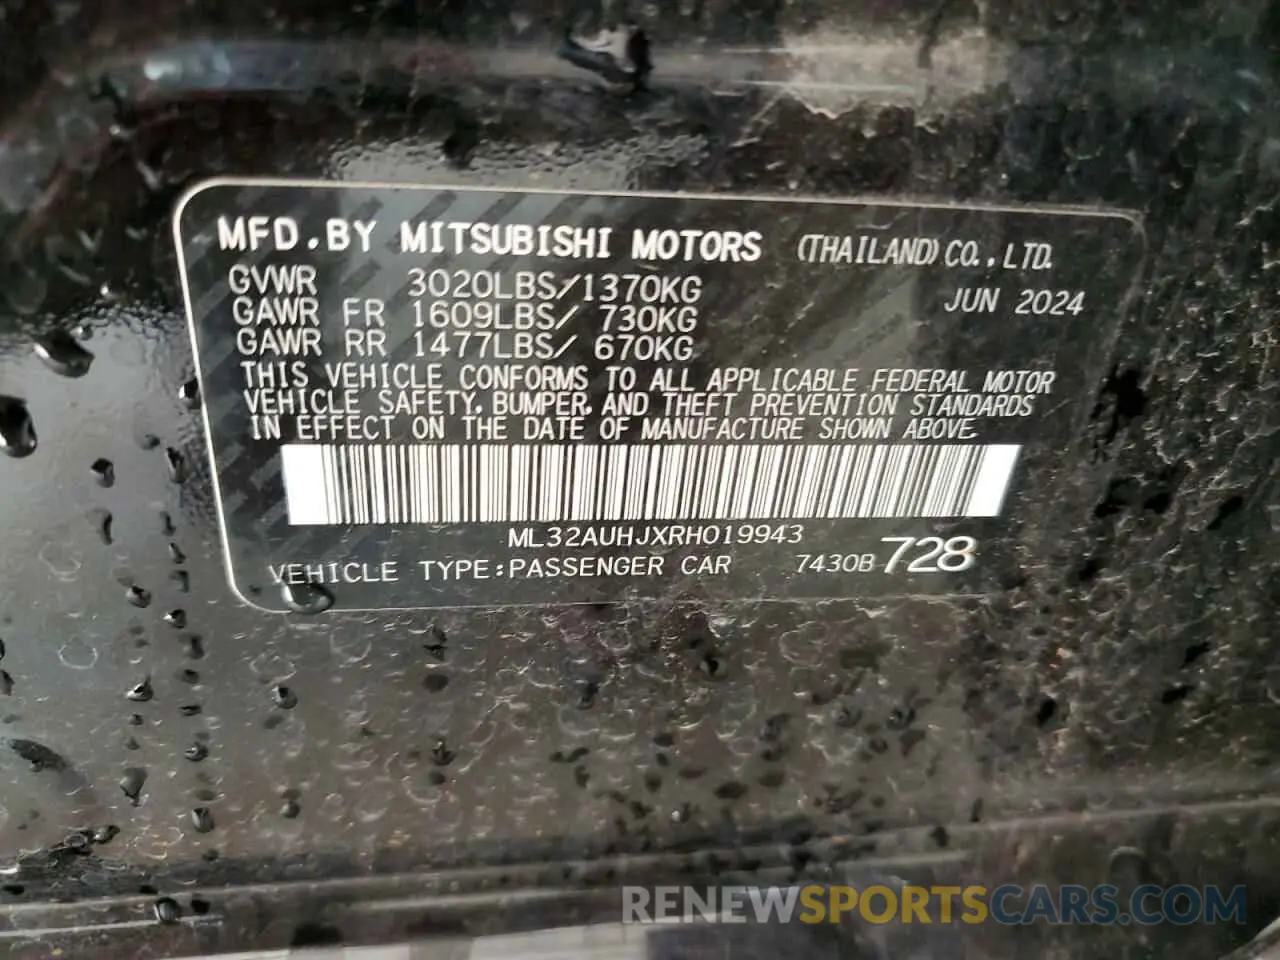 MFD.BY MITSUBISHI MOTORS (THAILAND) CO., LTD.
GVWR 3020LBS/1370KG JUN 2024
GAWR FR 1609LBS/ 730KG
GAWR RR 1477LBS/ 670KG
THIS VEHICLE CONFORMS TO ALL APPLICABLE FEDERAL MOTOR
VEHICLE SAFETY, BUMPER, AND THEFT PREVENTION STANDARDS
IN EFFECT ON THE DATE OF MANUFACTURE SHOWN ABOVE.
ML32AUHJXRH019943
VEHICLE TYPE:PASSENGER CAR 7430B 728
RENEWSPORTSCARS.COM